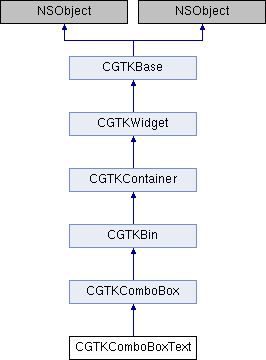 NSObject NSObject
CGTKBase
CGTKWidget
CGTKContainer
CGTKBin
CGTKComboBox
CGTKComboBoxText